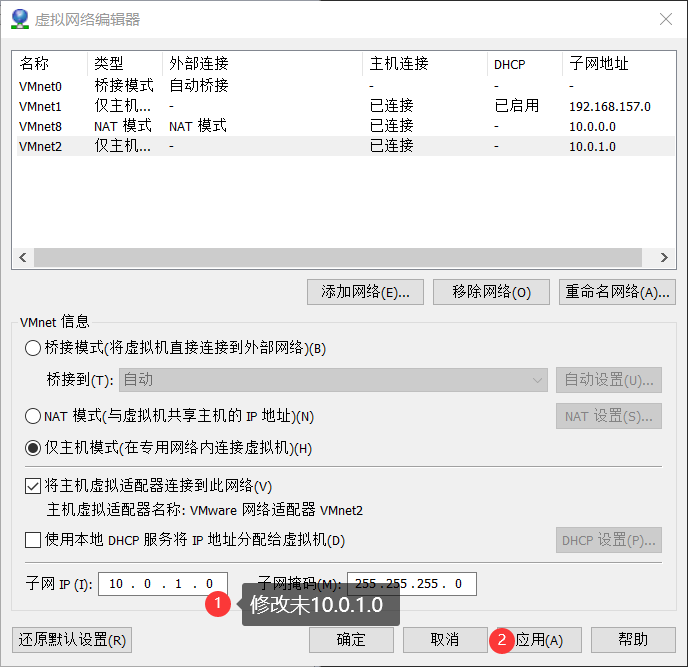 虚拟网络编辑器
名称 类型 外部连接 主机连接 DHCP 子网地址
VMnet0 桥接模式 自动桥接 - - -
VMnet1 仅主机... - 已连接 已启用 192.168.157.0
VMnet8 NAT 模式 NAT 模式 已连接 - 10.0.0.0
VMnet2 仅主机... - 已连接 - 10.0.1.0
添加网络(E)... 移除网络(O) 重命名网络(A)...
VMnet 信息
桥接模式(将虚拟机直接连接到外部网络)(B)
桥接到(T): 自动 自动设置(U)...
NAT 模式(与虚拟机共享主机的 IP 地址)(N) NAT 设置(S)...
仅主机模式(在专用网络内连接虚拟机)(H)
将主机虚拟适配器连接到此网络(V)
主机虚拟适配器名称: VMware 网络适配器 VMnet2
使用本地 DHCP 服务将 IP 地址分配给虚拟机(D) DHCP 设置(P)...
子网 IP (I): 10 . 0 . 1 . 0 子网掩码(M): 255 . 255 . 255 . 0
1 修改未10.0.1.0
还原默认设置(R) 确定 取消 2 应用(A) 帮助